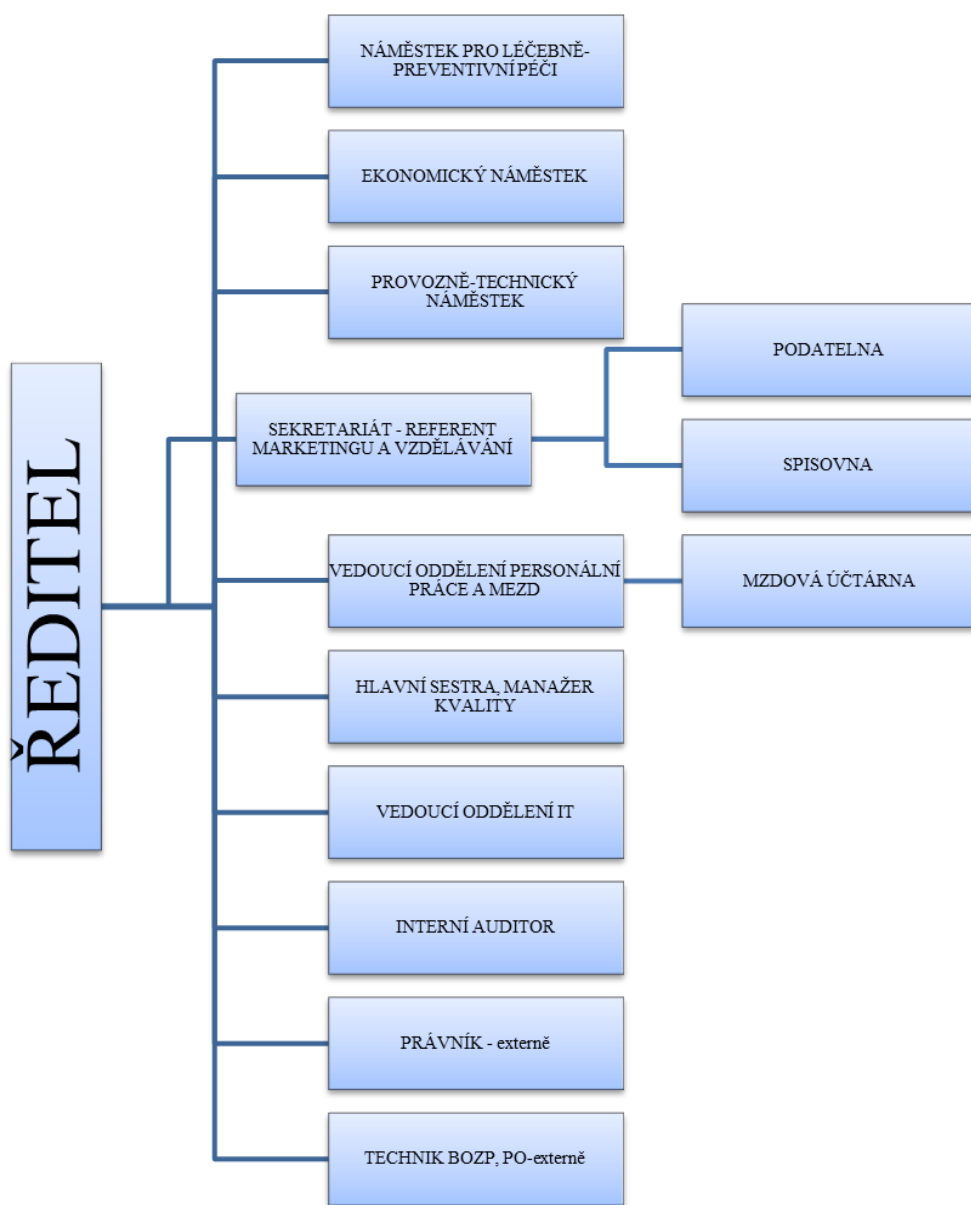 ŘEDITEL
NÁMĚSTEK PRO LÉČEBNĚ-
PREVENTIVNÍ PÉČI
EKONOMICKÝ NÁMĚSTEK
PROVOZNĚ-TECHNICKÝ
NÁMĚSTEK
SEKRETARIÁT - REFERENT
MARKETINGU A VZDĚLÁVÁNÍ
PODATELNA
SPISOVNA
VEDOUCÍ ODDĚLENÍ PERSONÁLNÍ
PRÁCE A MEZD
MZDOVÁ ÚČTÁRNA
HLAVNÍ SESTRA, MANAŽER
KVALITY
VEDOUCÍ ODDĚLENÍ IT
INTERNÍ AUDITOR
PRÁVNÍK - externě
TECHNIK BOZP, PO-externě